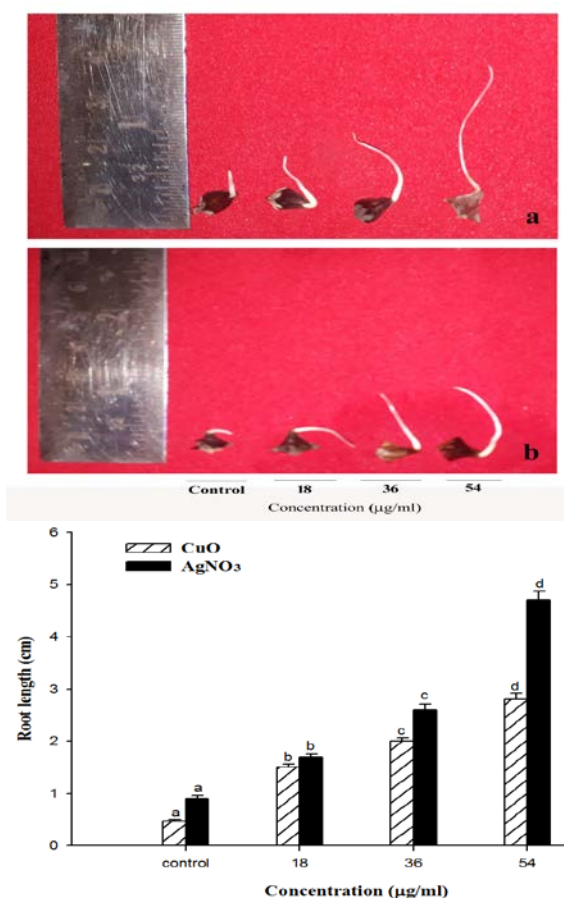 a
b
Control 18 36 54
Concentration (μg/ml)
6
CuO
AgNO₃
5
4
3
2
1
0
Root length (cm)
a a
b b
c c
d d
control 18 36 54
Concentration (μg/ml)